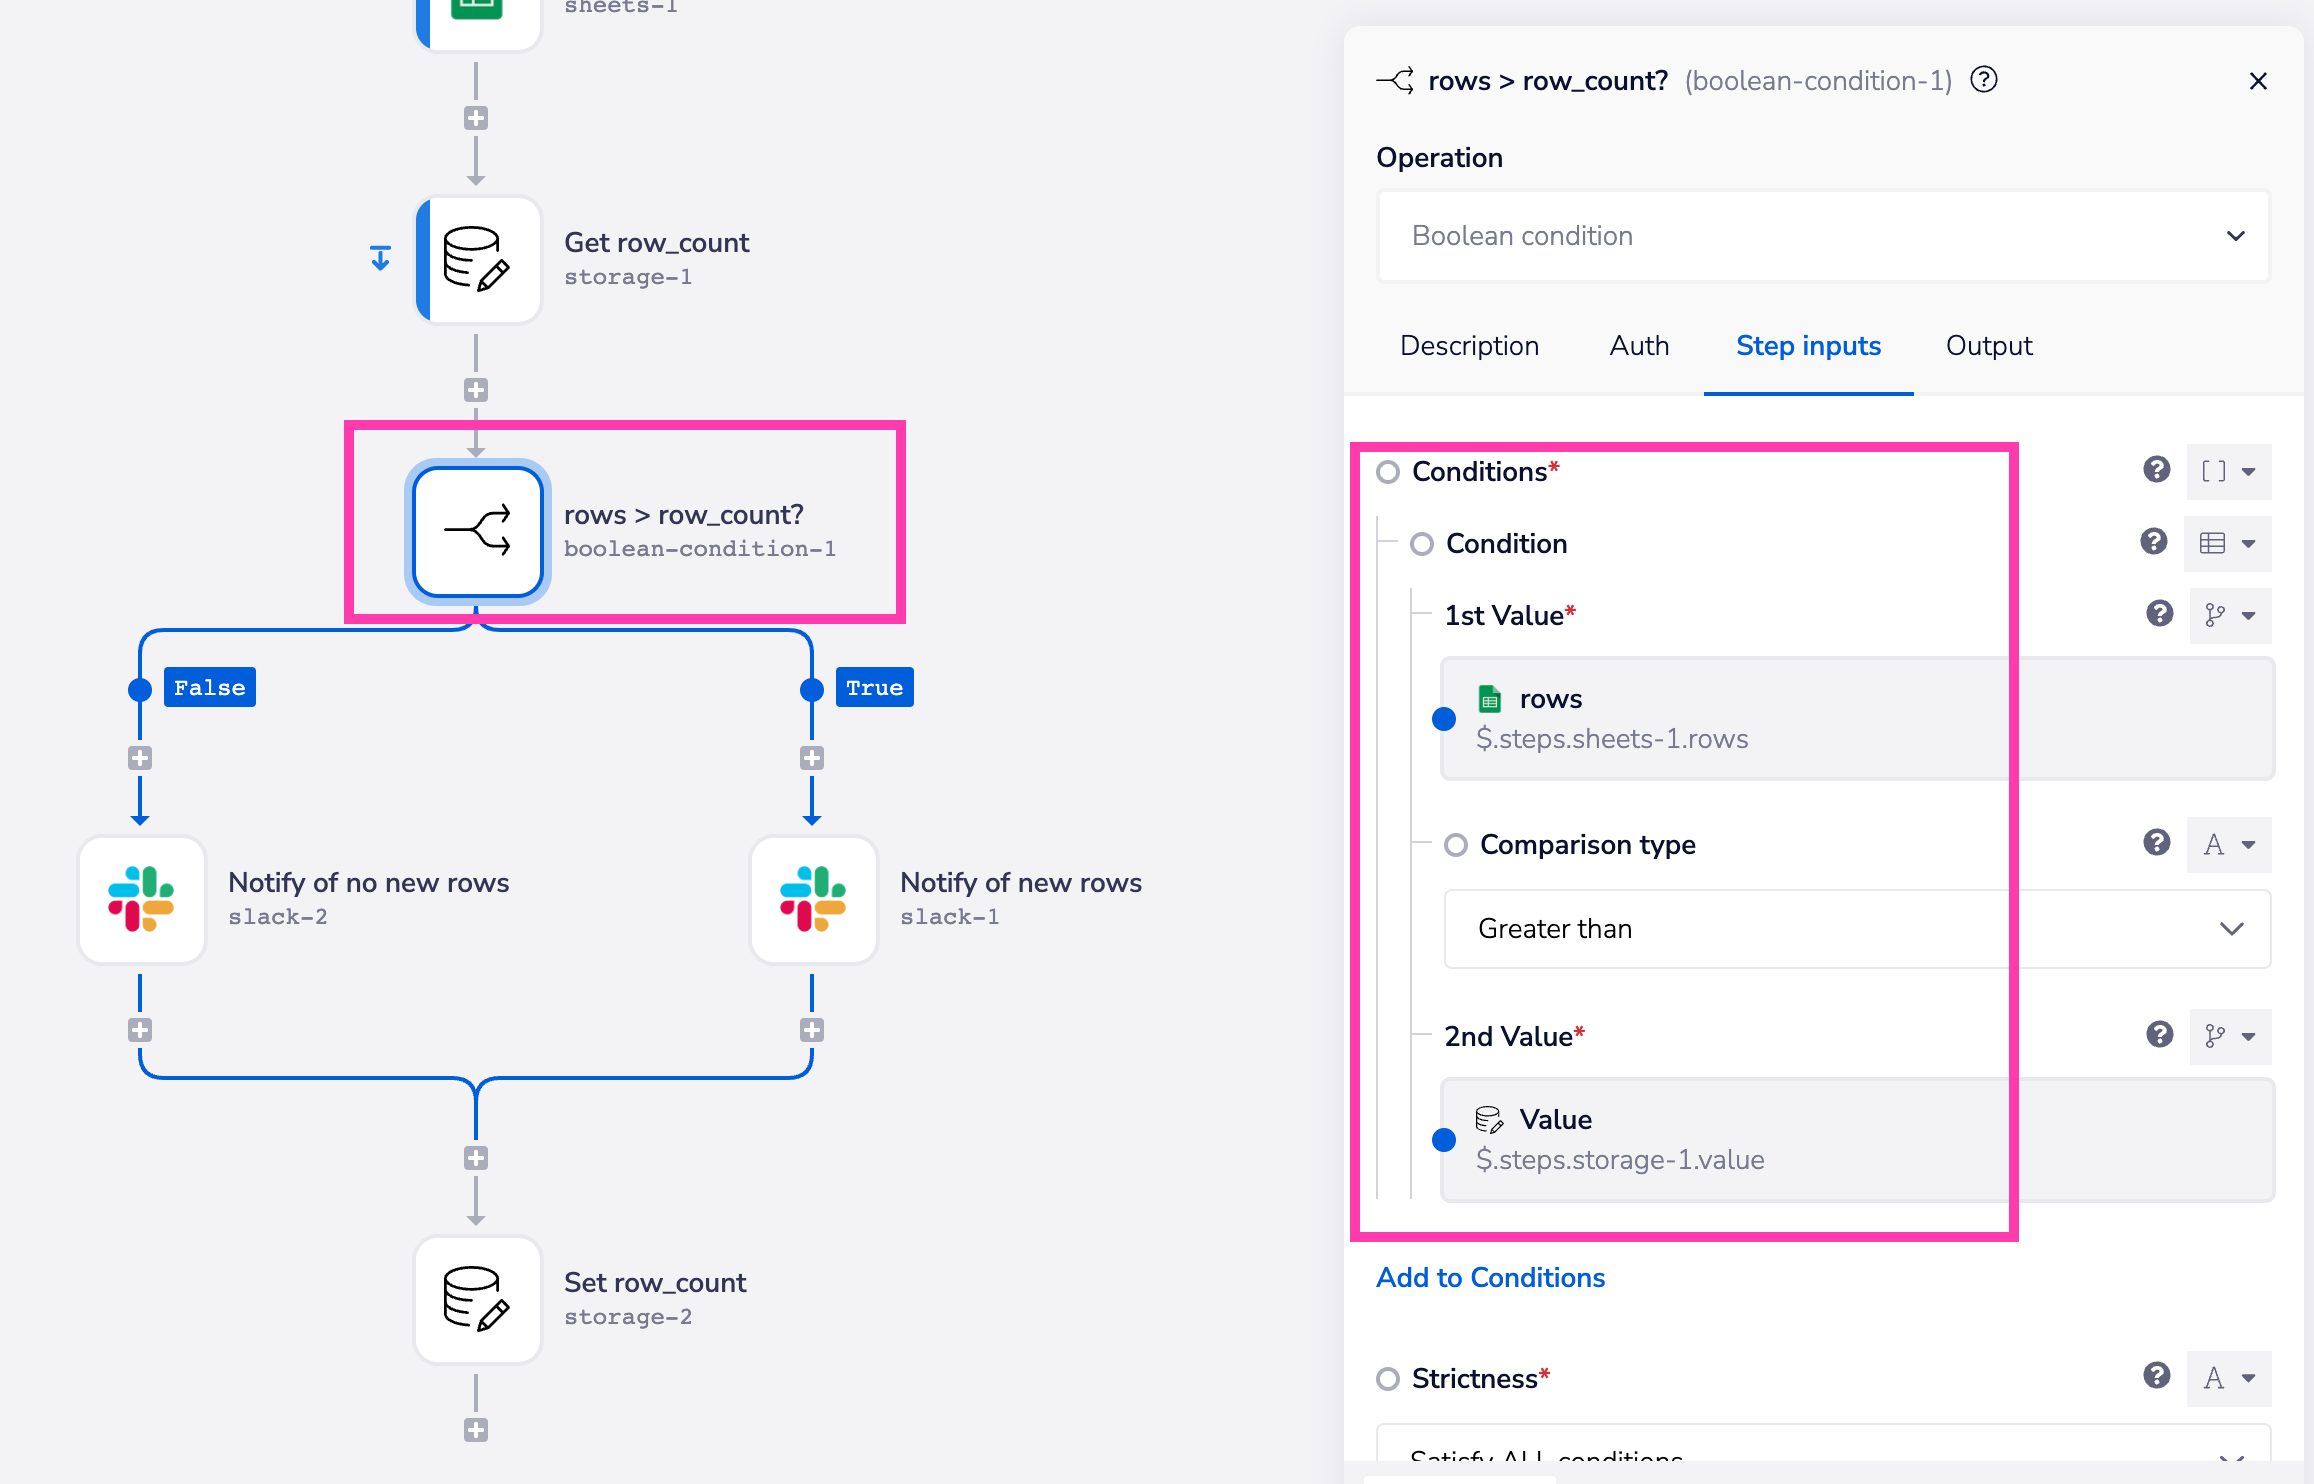 sheets-1
Get row_count
storage-1
rows > row_count?
boolean-condition-1
False
True
Notify of no new rows
slack-2
Notify of new rows
slack-1
Set row_count
storage-2
rows > row_count? (boolean-condition-1) ?
Operation
Boolean condition
Description Auth Step inputs Output
Conditions* ? [ ]
Condition ?
1st Value* ?
rows
$.steps.sheets-1.rows
Comparison type ? A
Greater than
2nd Value* ?
Value
$.steps.storage-1.value
Add to Conditions
Strictness* ? A
Satisfy ALL conditions